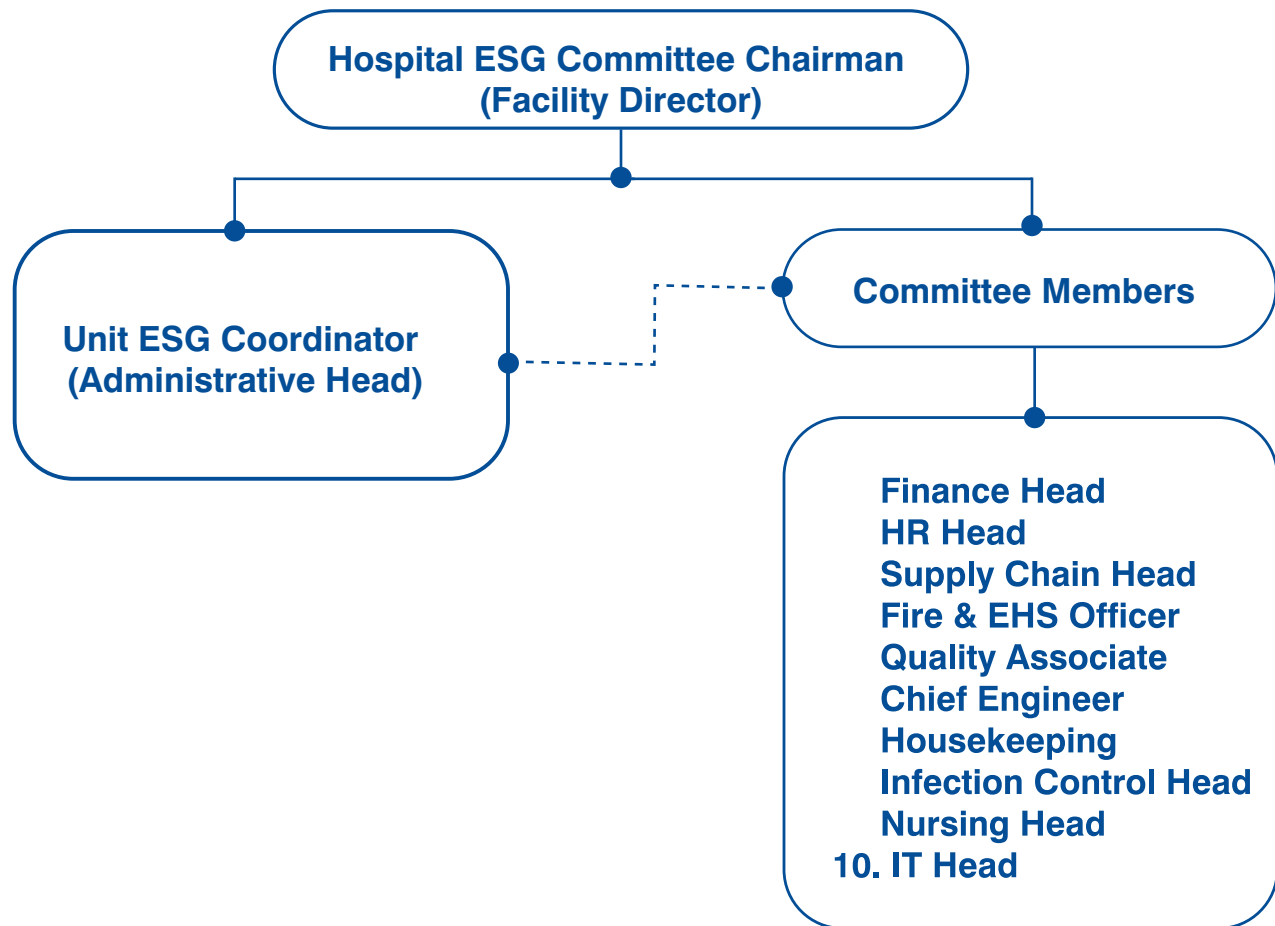 Hospital ESG Committee Chairman
(Facility Director)
Unit ESG Coordinator
(Administrative Head)
Committee Members
Finance Head
HR Head
Supply Chain Head
Fire & EHS Officer
Quality Associate
Chief Engineer
Housekeeping
Infection Control Head
Nursing Head
10. IT Head